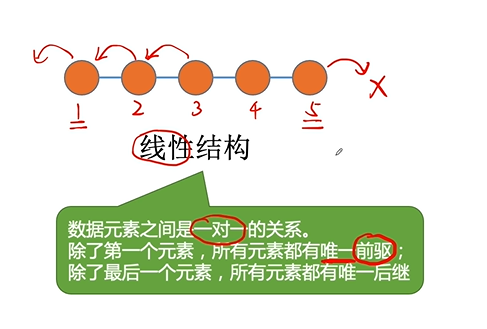 1 2 3 4 5 X
线性结构
数据元素之间是一对一的关系。
除了第一个元素，所有元素都有唯一前驱；
除了最后一个元素，所有元素都有唯一后继